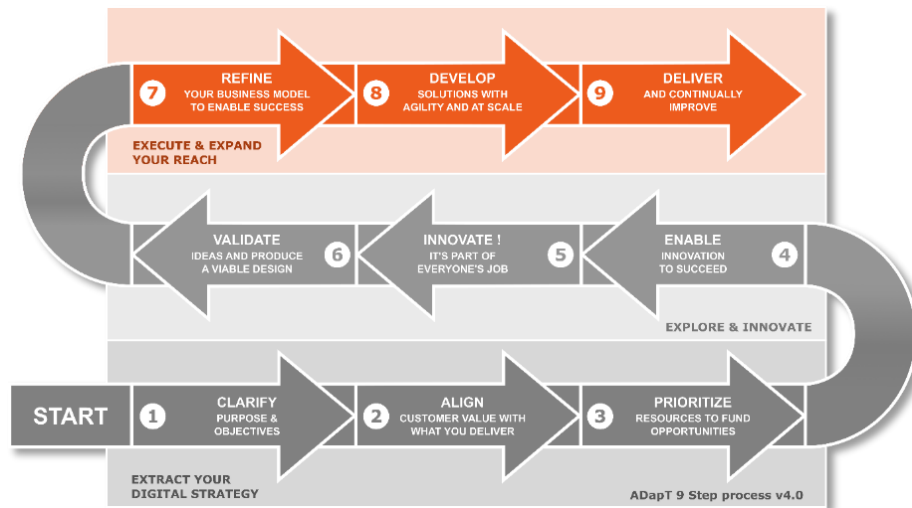 7
REFINE
YOUR BUSINESS MODEL
TO ENABLE SUCCESS
8
DEVELOP
SOLUTIONS WITH
AGILITY AND AT SCALE
9
DELIVER
AND CONTINUALLY
IMPROVE
EXECUTE & EXPAND
YOUR REACH
VALIDATE
IDEAS AND PRODUCE
A VIABLE DESIGN
6
INNOVATE !
IT'S PART OF
EVERYONE'S JOB
5
ENABLE
INNOVATION
TO SUCCEED
4
EXPLORE & INNOVATE
START
1
CLARIFY
PURPOSE &
OBJECTIVES
2
ALIGN
CUSTOMER VALUE WITH
WHAT YOU DELIVER
3
PRIORITIZE
RESOURCES TO FUND
OPPORTUNITIES
EXTRACT YOUR
DIGITAL STRATEGY
ADapT 9 Step process v4.0